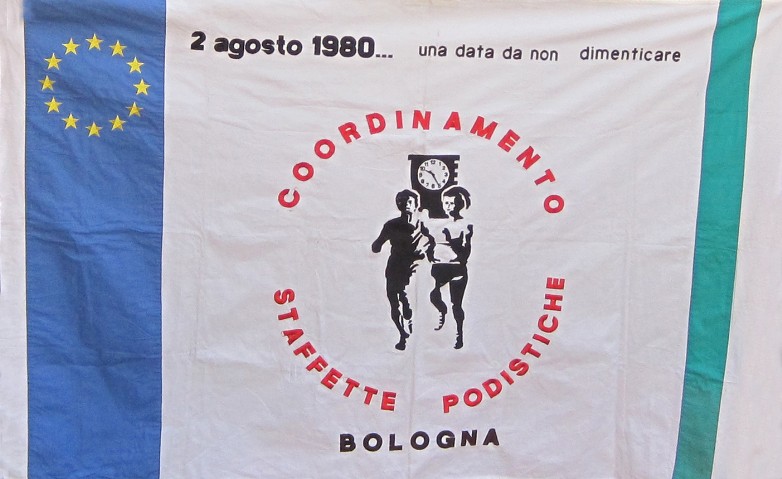 2 agosto 1980... una data da non dimenticare
COORDINAMENTO
STAFFETTE PODISTICHE
BOLOGNA